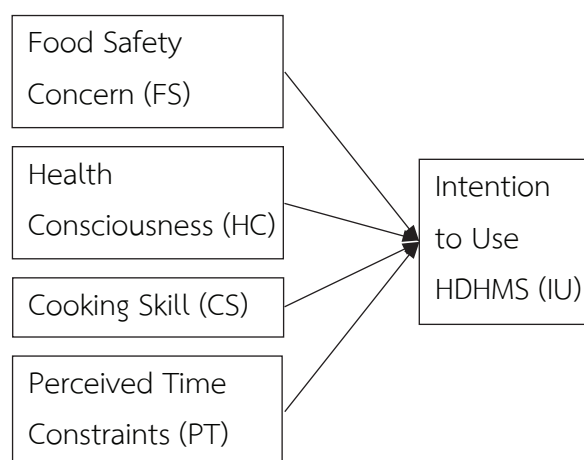 Food Safety
Concern (FS)
Health
Consciousness (HC)
Cooking Skill (CS)
Perceived Time
Constraints (PT)
Intention
to Use
HDHMS (IU)